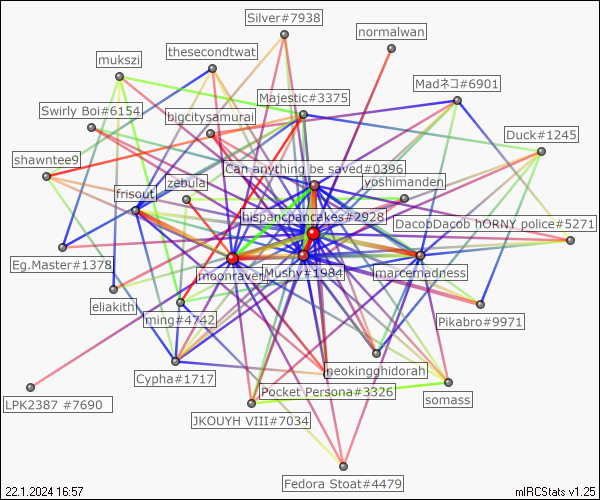 Silver#7938
normalwan
thesecondtwat
mukszi
Madネコ#6901
Majestic#3375
Swirly Boi#6154
bigcitysamurai
Duck#1245
shawntee9
Can anything be saved#0396
zebula
yoshimanden
frisout
hispancpancakes#2928
DacobDacob hORNY police#5271
Eg.Master#1378
moonraven
Mushy#1984
marcemadness
eliakith
ming#4742
Pikabro#9971
Cypha#1717
neokingghidorah
Pocket Persona#3326
somass
LPK2387 #7690
JKOUYH VIII#7034
Fedora Stoat#4479
22.1.2024 16:57
mIRCStats v1.25